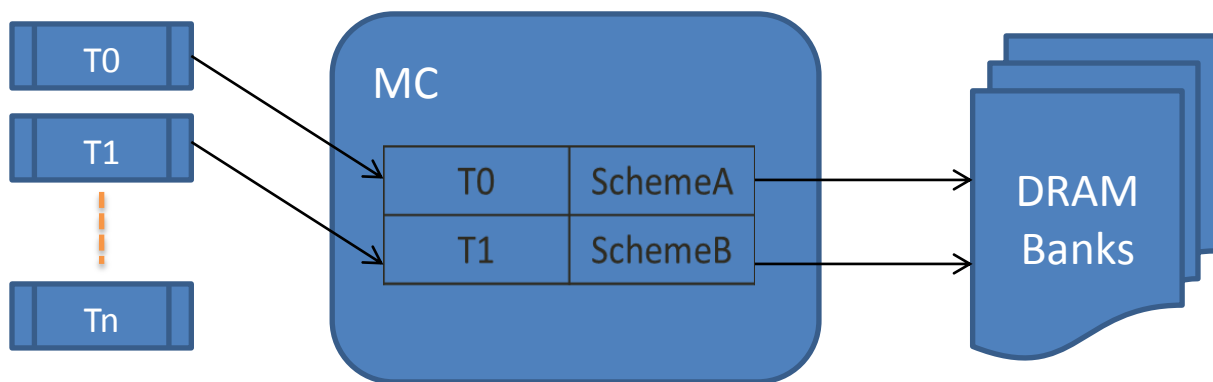 T0
T1
Tn
MC
T0 SchemeA
T1 SchemeB
DRAM
Banks